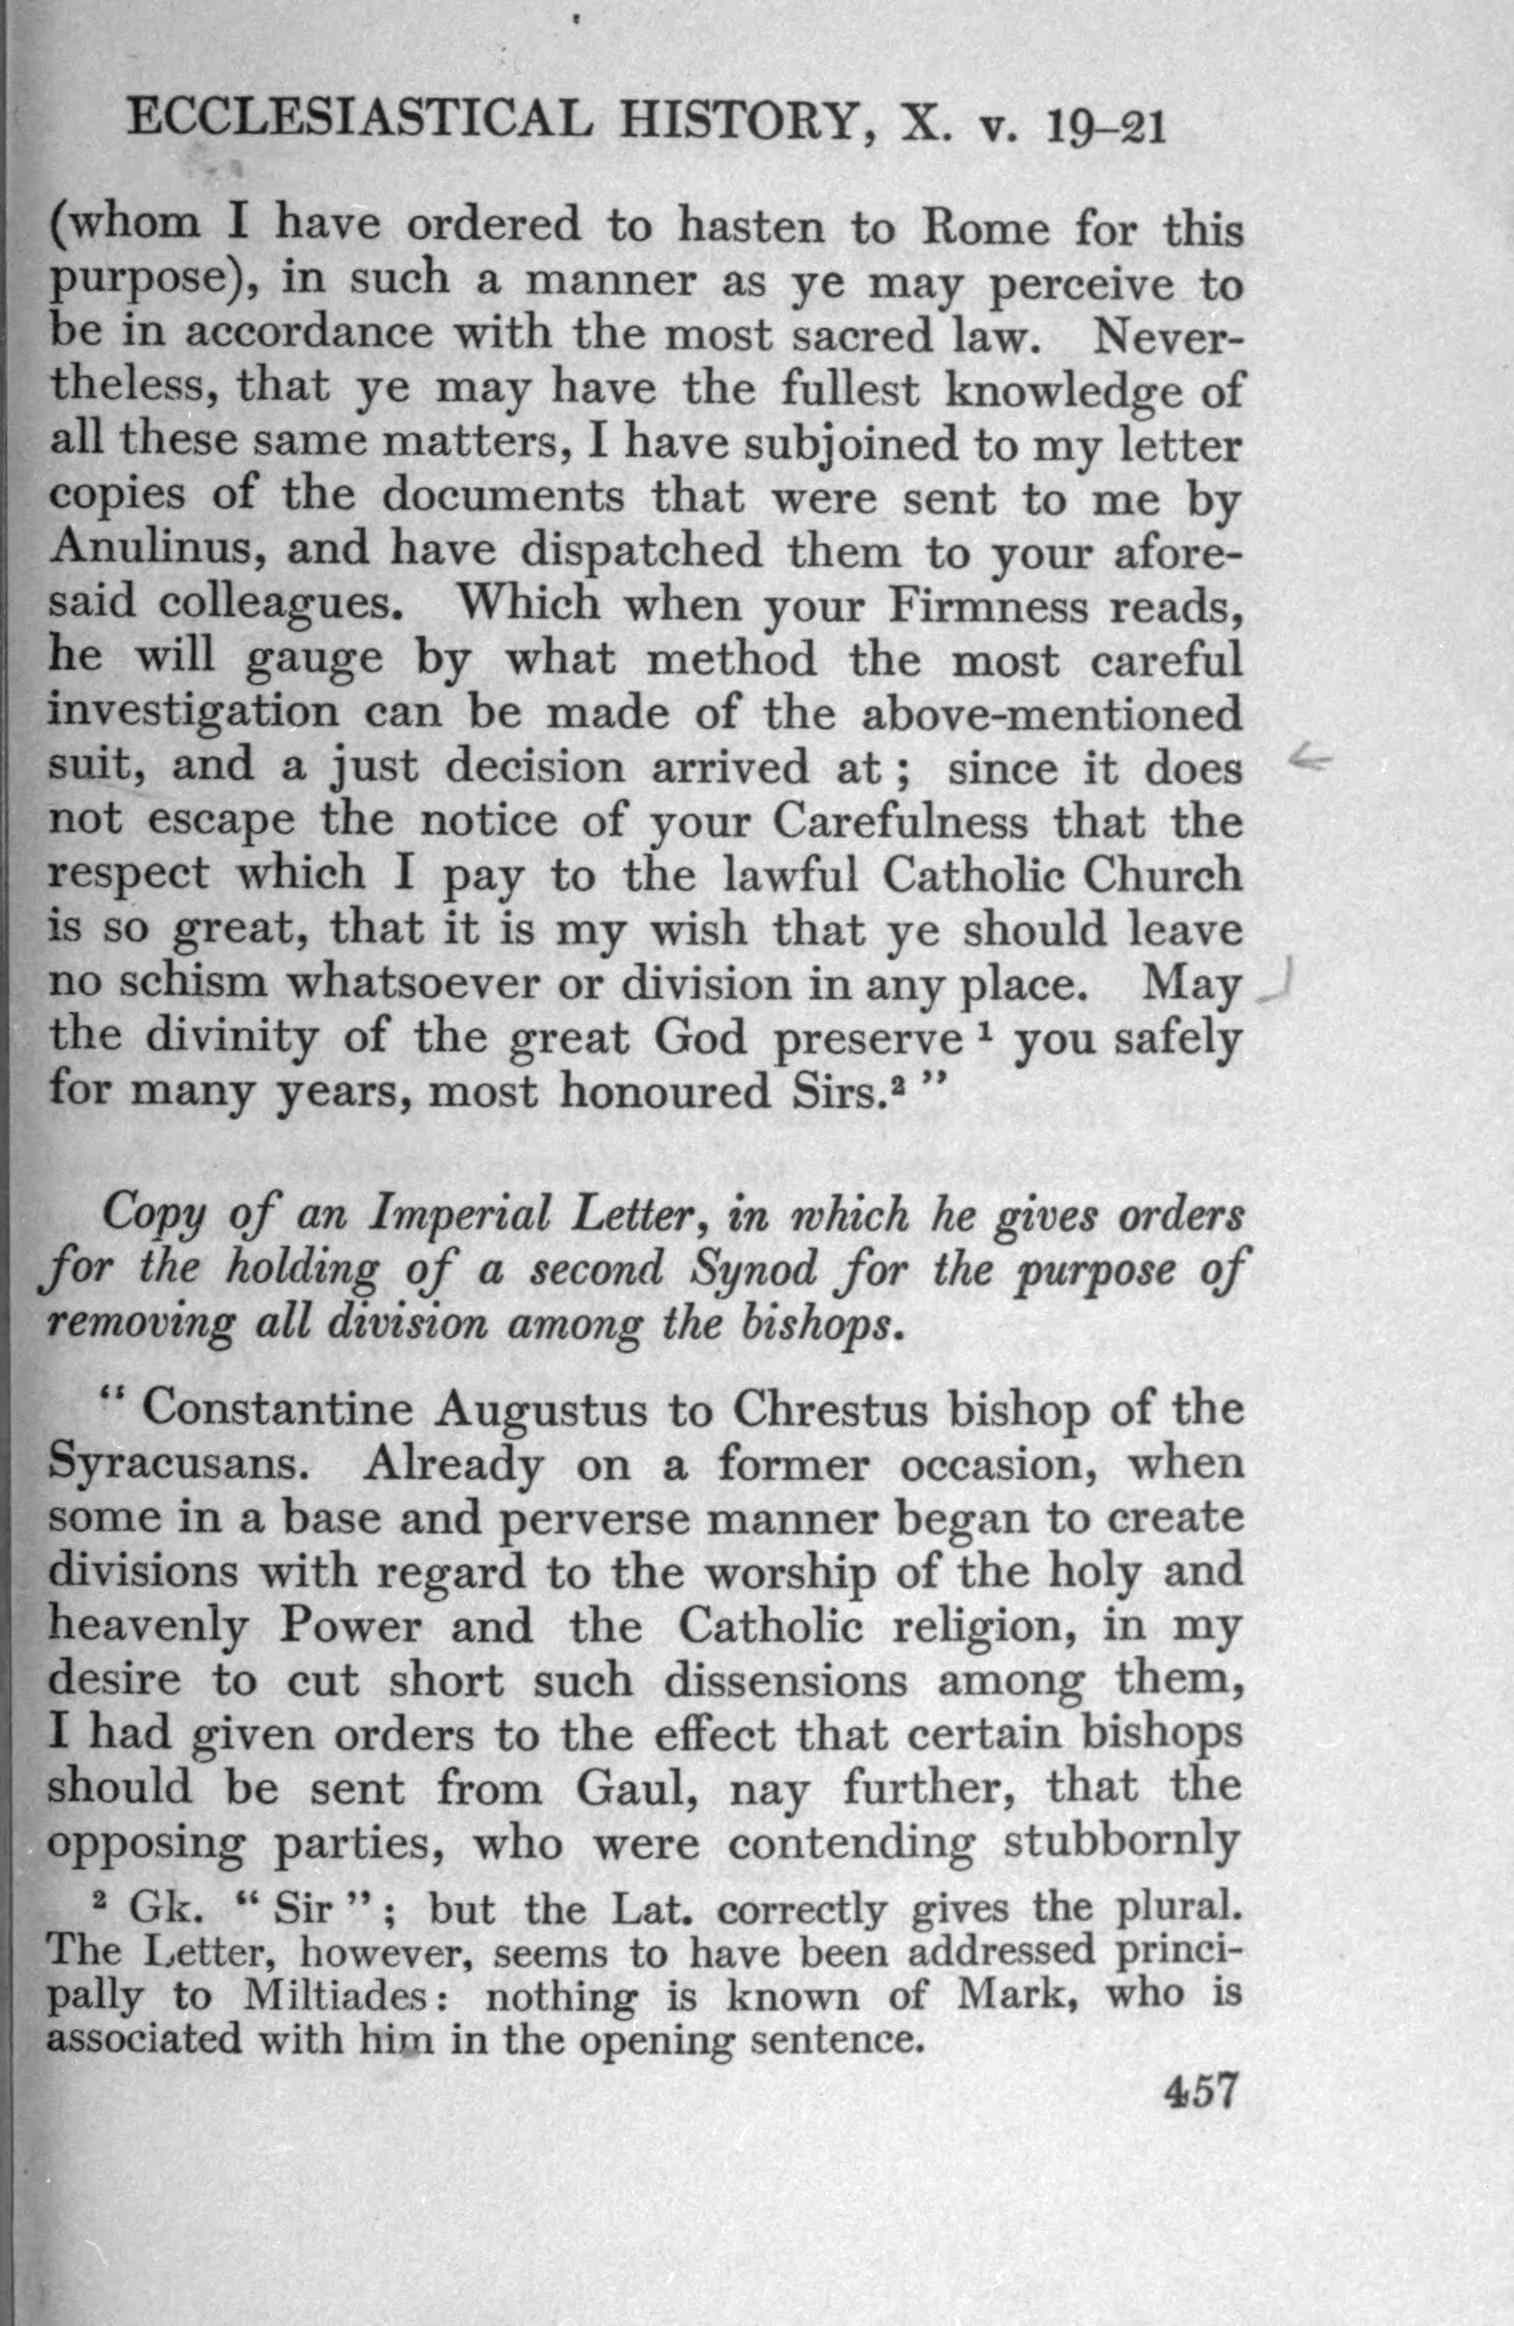 ECCLESIASTICAL HISTORY, X. v. 19–21
(whom I have ordered to hasten to Rome for this
purpose), in such a manner as ye may perceive to
be in accordance with the most sacred law. Never-
theless, that ye may have the fullest knowledge of
all these same matters, I have subjoined to my letter
copies of the documents that were sent to me by
Anulinus, and have dispatched them to your afore-
said colleagues. Which when your Firmness reads,
he will gauge by what method the most careful
investigation can be made of the above-mentioned
suit, and a just decision arrived at ; since it does
not escape the notice of your Carefulness that the
respect which I pay to the lawful Catholic Church
is so great, that it is my wish that ye should leave
no schism whatsoever or division in any place. May
the divinity of the great God preserve ¹ you safely
for many years, most honoured Sirs.² ”
Copy of an Imperial Letter, in which he gives orders
for the holding of a second Synod for the purpose of
removing all division among the bishops.
“ Constantine Augustus to Chrestus bishop of the
Syracusans. Already on a former occasion, when
some in a base and perverse manner began to create
divisions with regard to the worship of the holy and
heavenly Power and the Catholic religion, in my
desire to cut short such dissensions among them,
I had given orders to the effect that certain bishops
should be sent from Gaul, nay further, that the
opposing parties, who were contending stubbornly
² Gk. “ Sir ” ; but the Lat. correctly gives the plural.
The Letter, however, seems to have been addressed princi-
pally to Miltiades : nothing is known of Mark, who is
associated with him in the opening sentence.
457